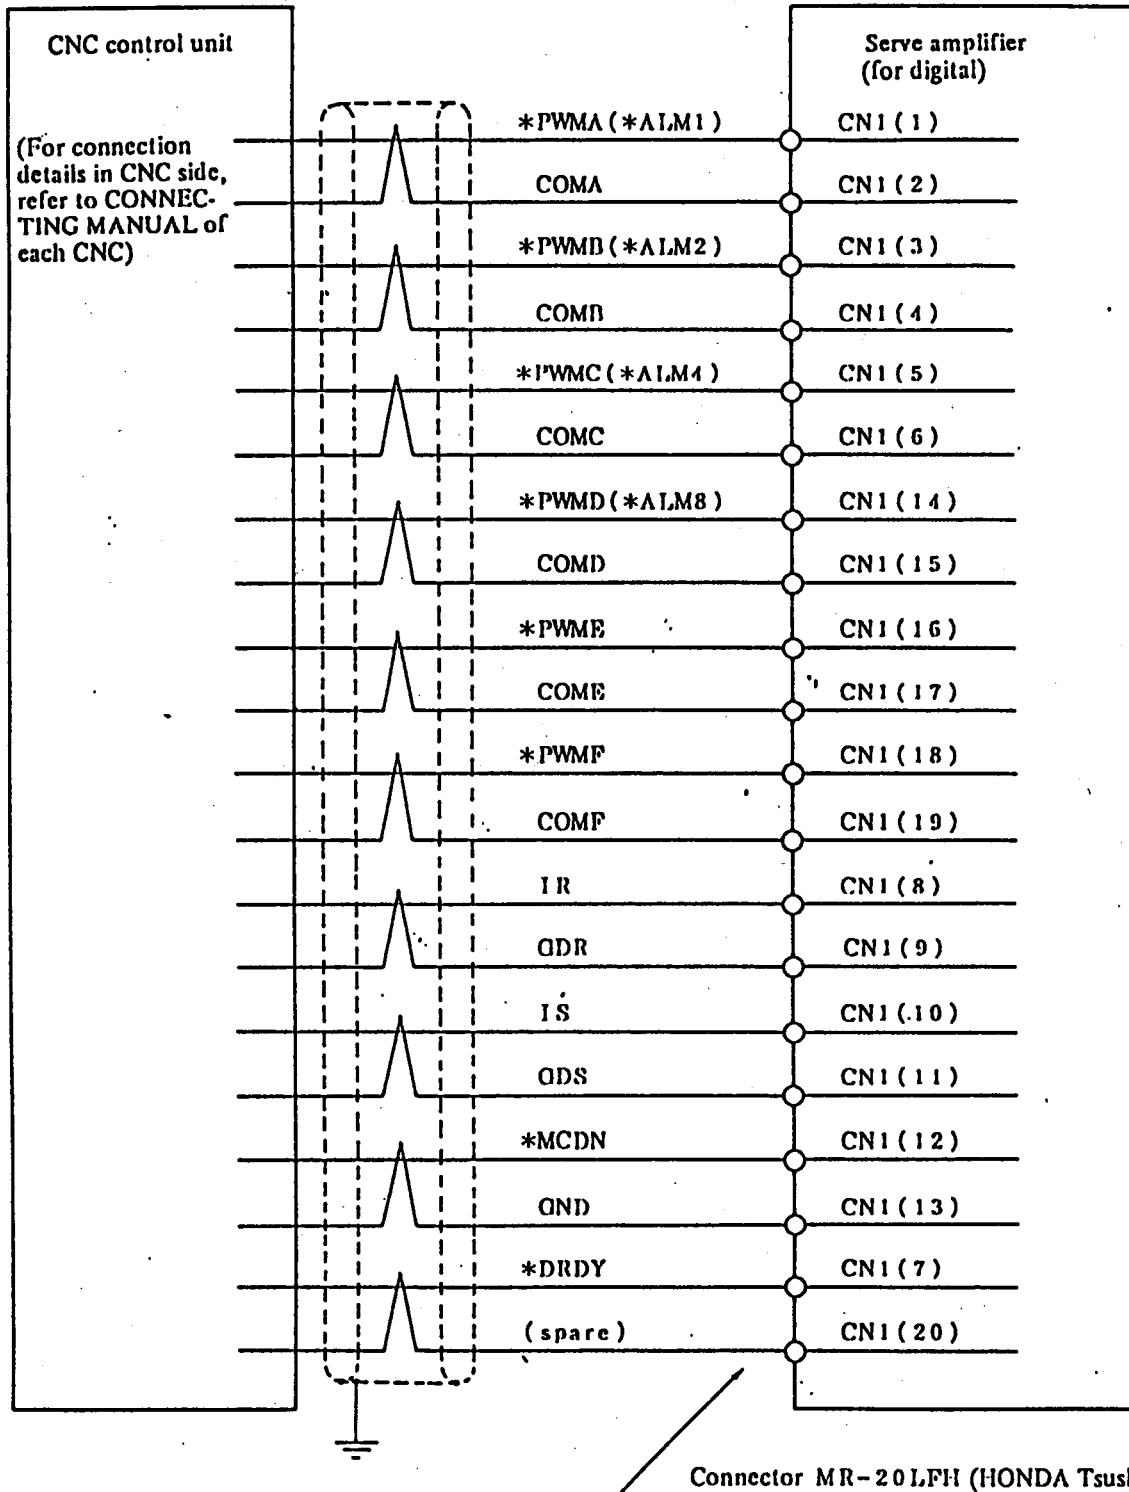 CNC control unit
Serve amplifier
(for digital)
(For connection
details in CNC side,
refer to CONNEC-
TING MANUAL of
each CNC)
*PWMA(*ALM1) CN1(1)
COMA CN1(2)
*PWMB(*ALM2) CN1(3)
COMB CN1(4)
*PWMC(*ALM4) CN1(5)
COMC CN1(6)
*PWMD(*ALM8) CN1(14)
COMD CN1(15)
*PWME CN1(16)
COME CN1(17)
*PWMF CN1(18)
COMF CN1(19)
IR CN1(8)
GDR CN1(9)
IS CN1(10)
GDS CN1(11)
*MCDN CN1(12)
GND CN1(13)
*DRDY CN1(7)
(spare) CN1(20)
Connector MR-20LFH (HONDA Tsus